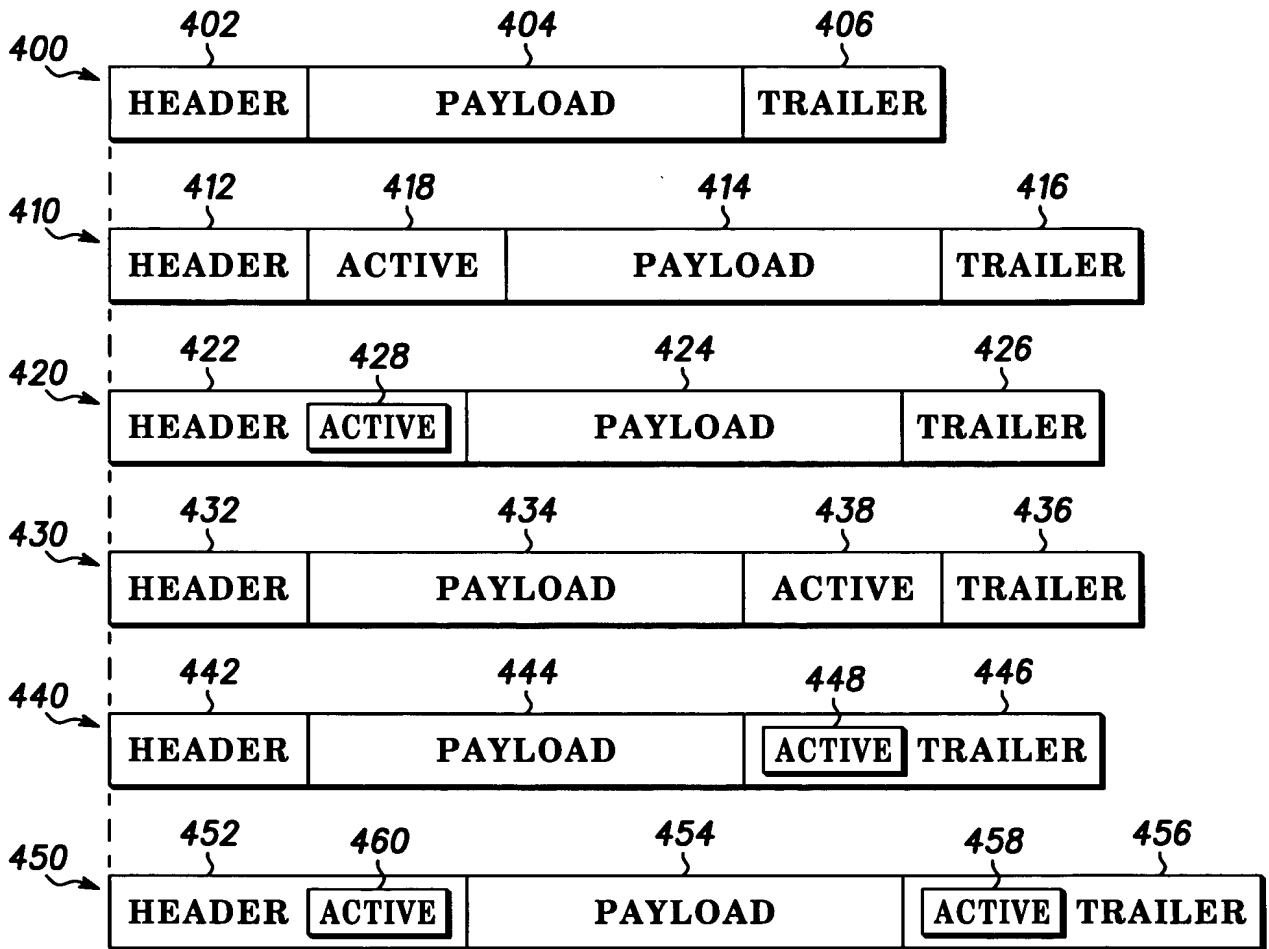 402 404 406
400
HEADER PAYLOAD TRAILER
412 418 414 416
410
HEADER ACTIVE PAYLOAD TRAILER
422 428 424 426
420
HEADER ACTIVE PAYLOAD TRAILER
432 434 438 436
430
HEADER PAYLOAD ACTIVE TRAILER
442 444 448 446
440
HEADER PAYLOAD ACTIVE TRAILER
452 460 454 458 456
450
HEADER ACTIVE PAYLOAD ACTIVE TRAILER